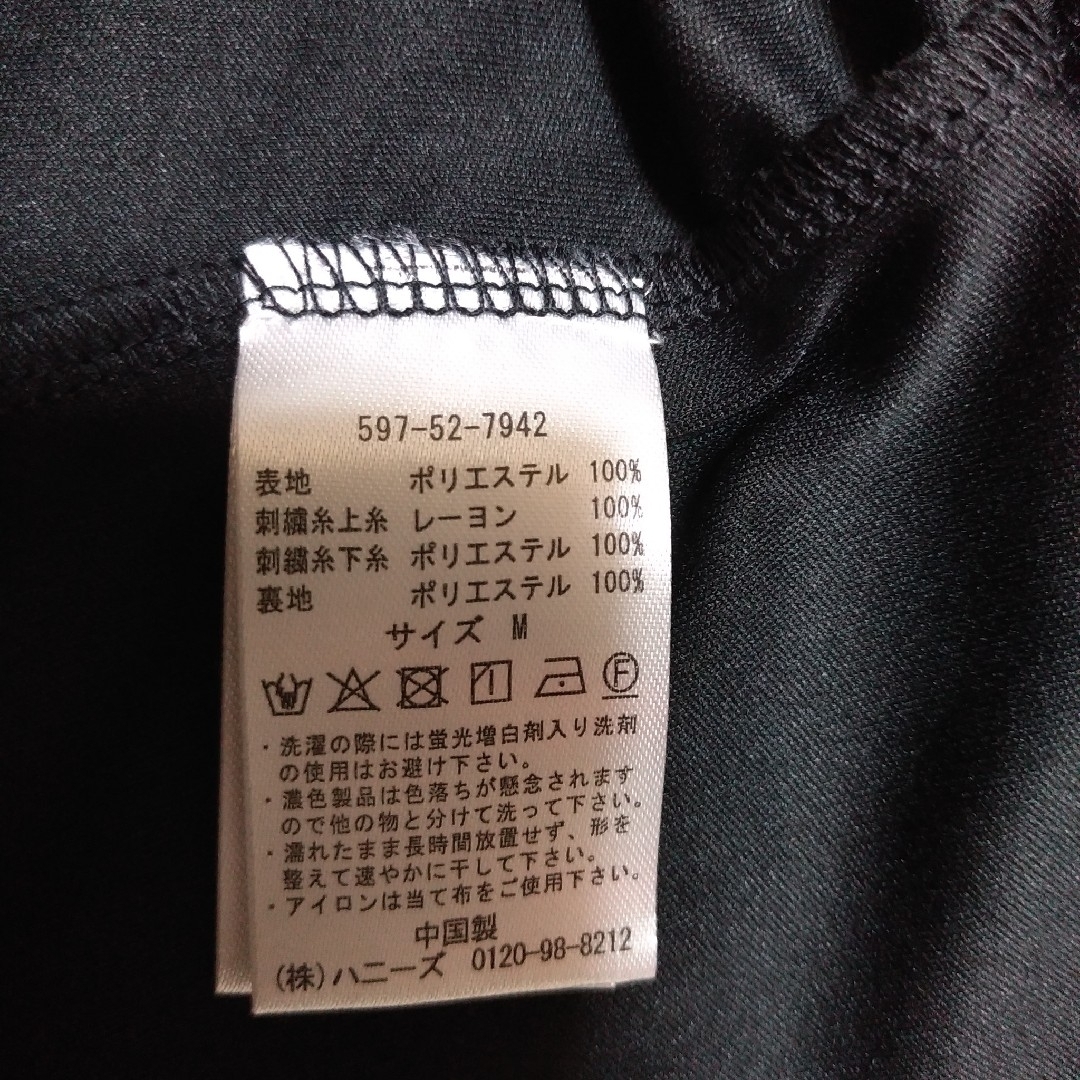 597-52-7942
表地 ポリエステル 100%
刺繍糸上糸 レーヨン 100%
刺繍糸下糸 ポリエステル 100%
裏地 ポリエステル 100%
サイズ M
F
・洗濯の際には蛍光増白剤入り洗剤
の使用はお避け下さい。
・濃色製品は色落ちが懸念されます
ので他の物と分けて洗って下さい。
・濡れたまま長時間放置せず、形を
整えて速やかに干して下さい。
・アイロンは当て布をご使用下さい。
中国製
(株)ハニーズ 0120-98-8212